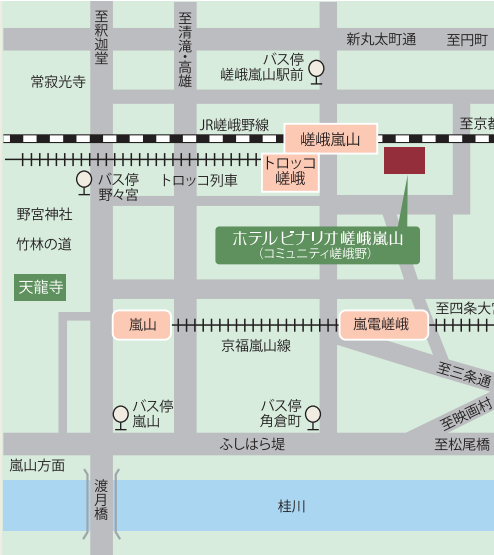 至釈迦堂
至清滝・高雄
新丸太町通
至円町
バス停
嵯峨嵐山駅前
常寂光寺
JR嵯峨野線
至京都
嵯峨嵐山
トロッコ
嵯峨
トロッコ列車
バス停
野々宮
野宮神社
竹林の道
ホテルビナリオ嵯峨嵐山
（コミュニティ嵯峨野）
天龍寺
至四条大宮
嵐山
嵐電嵯峨
京福嵐山線
至三条通
バス停
嵐山
バス停
角倉町
至映画村
ふしはら堤
至松尾橋
嵐山方面
渡月橋
桂川